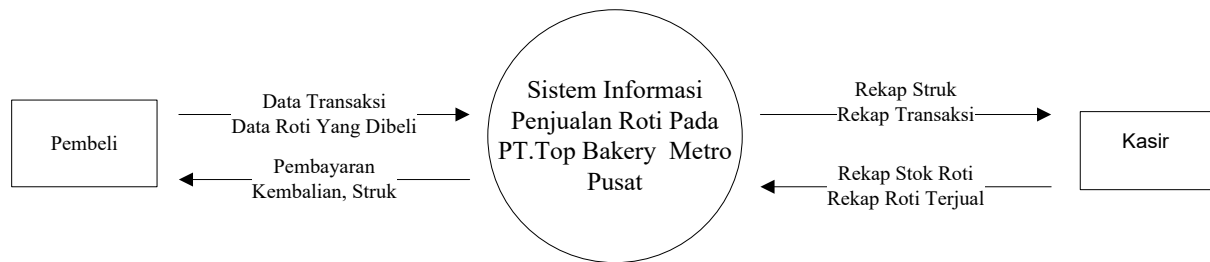 Pembeli
Data Transaksi
Data Roti Yang Dibeli
Pembayaran
Kembalian, Struk
Sistem Informasi
Penjualan Roti Pada
PT.Top Bakery Metro
Pusat
Rekap Struk
Rekap Transaksi
Rekap Stok Roti
Rekap Roti Terjual
Kasir